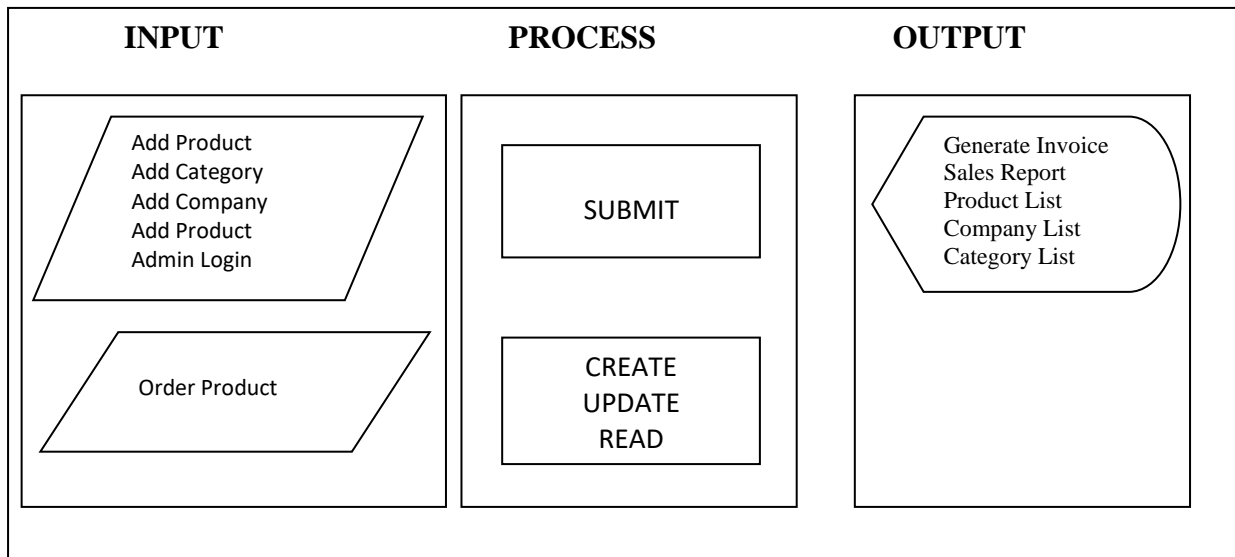 INPUT
PROCESS
OUTPUT
Add Product
Add Category
Add Company
Add Product
Admin Login
Order Product
SUBMIT
CREATE
UPDATE
READ
Generate Invoice
Sales Report
Product List
Company List
Category List